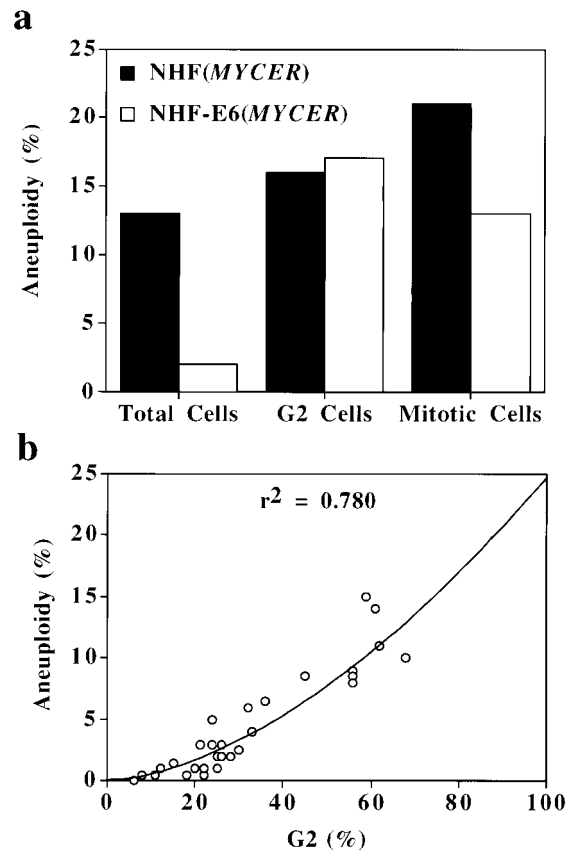 a
25
20
15
10
5
0
Aneuploidy (%)
NHF(MYCER)
NHF-E6(MYCER)
Total Cells G2 Cells Mitotic Cells
b
25
20
15
10
5
0
Aneuploidy (%)
r2 = 0.780
0 20 40 60 80 100
G2 (%)